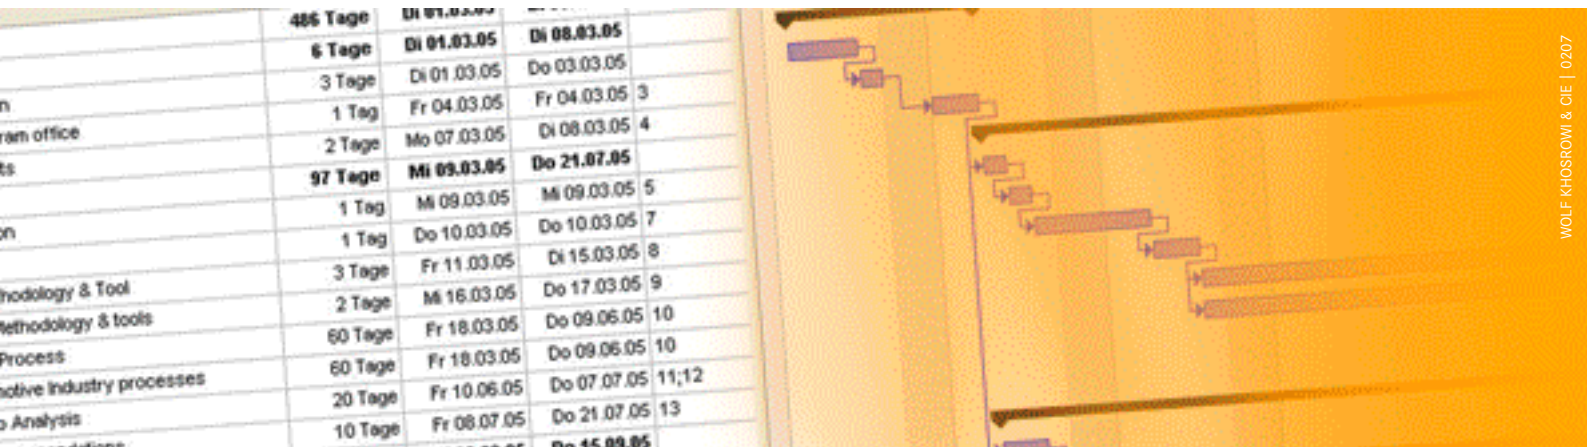 486 Tage Di 01.03.05
6 Tage Di 01.03.05 Di 08.03.05
3 Tage Di 01.03.05 Do 03.03.05
n 1 Tag Fr 04.03.05 Fr 04.03.05 3
ram office 2 Tage Mo 07.03.05 Di 08.03.05 4
ts 97 Tage Mi 09.03.05 Do 21.07.05
1 Tag Mi 09.03.05 Mi 09.03.05 5
on 1 Tag Do 10.03.05 Do 10.03.05 7
3 Tage Fr 11.03.05 Di 15.03.05 8
hodology & Tool 2 Tage Mi 16.03.05 Do 17.03.05 9
Methodology & tools 60 Tage Fr 18.03.05 Do 09.06.05 10
Process 60 Tage Fr 18.03.05 Do 09.06.05 10
motive Industry processes 20 Tage Fr 10.06.05 Do 07.07.05 11;12
Analysis 10 Tage Fr 08.07.05 Do 21.07.05 13
Do 15.09.05
WOLF KHOSROWI & CIE | 0207